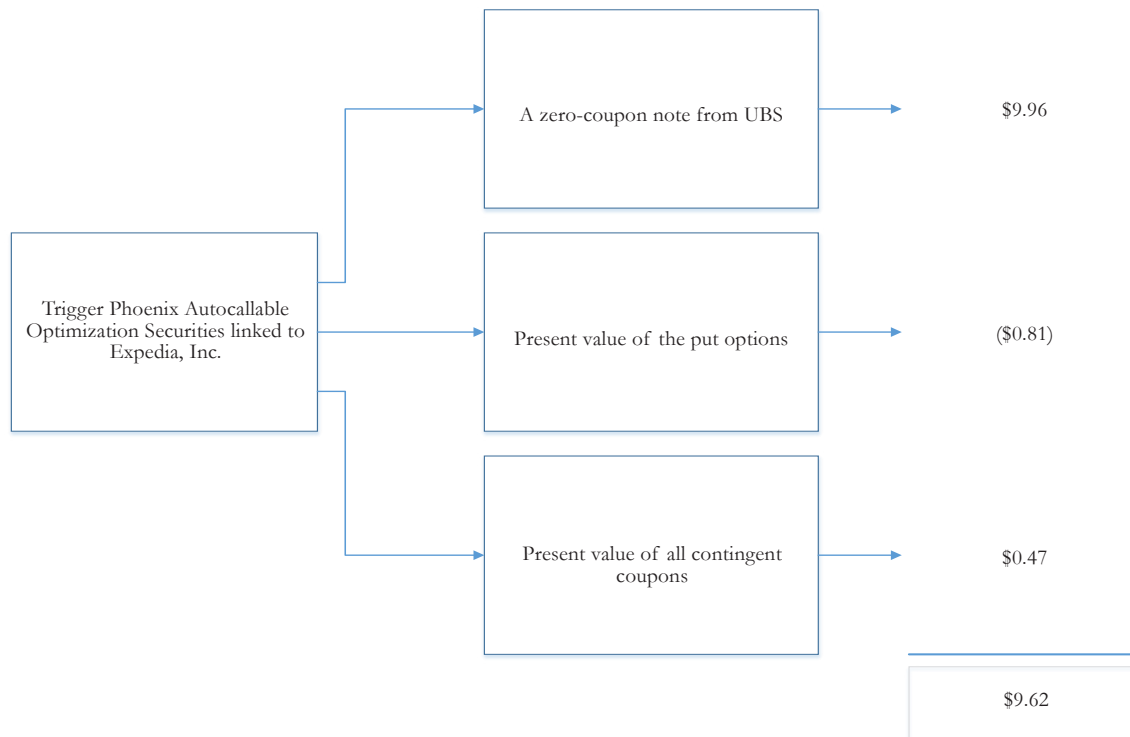 A zero-coupon note from UBS
$9.96
Trigger Phoenix Autocallable
Optimization Securities linked to
Expedia, Inc.
Present value of the put options
($0.81)
Present value of all contingent
coupons
$0.47
$9.62